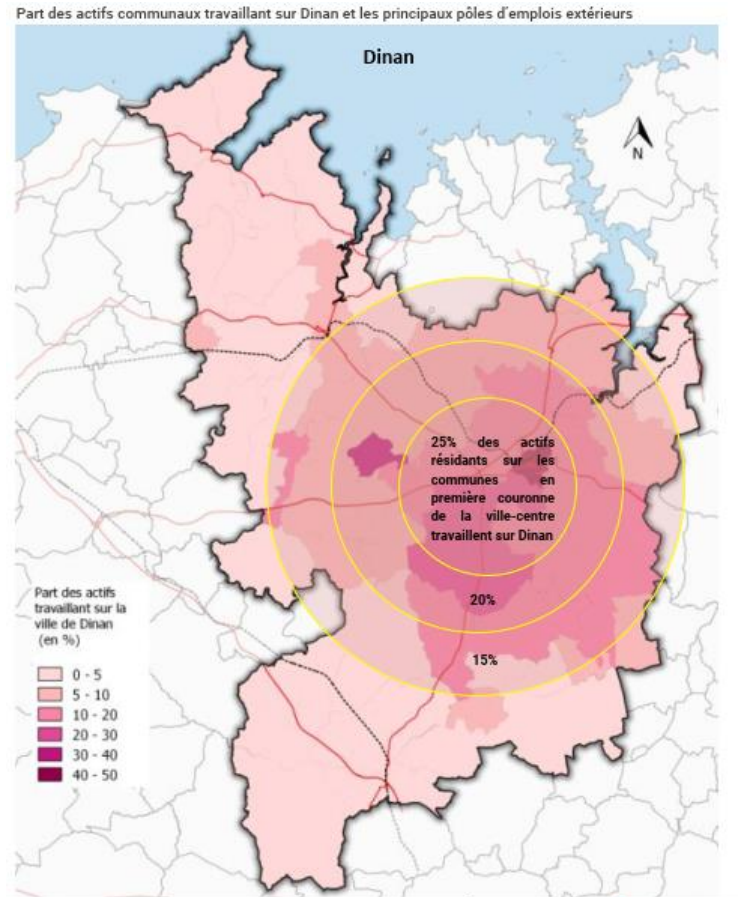 Part des actifs communaux travaillant sur Dinan et les principaux pôles d'emplois extérieurs
Dinan
N
25% des actifs
résidants sur les
communes en
première couronne
de la ville-centre
travaillent sur Dinan
20%
15%
Part des actifs
travaillant sur la
ville de Dinan
(en %)
0 - 5
5 - 10
10 - 20
20 - 30
30 - 40
40 - 50